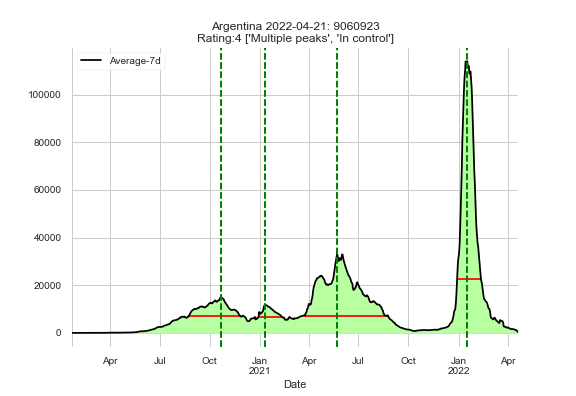 Argentina 2022-04-21: 9060923
Rating:4 ['Multiple peaks', 'In control']
Average-7d
100000
80000
60000
40000
20000
0
Apr Jul Oct Jan Apr Jul Oct Jan Apr
2021 2022
Date